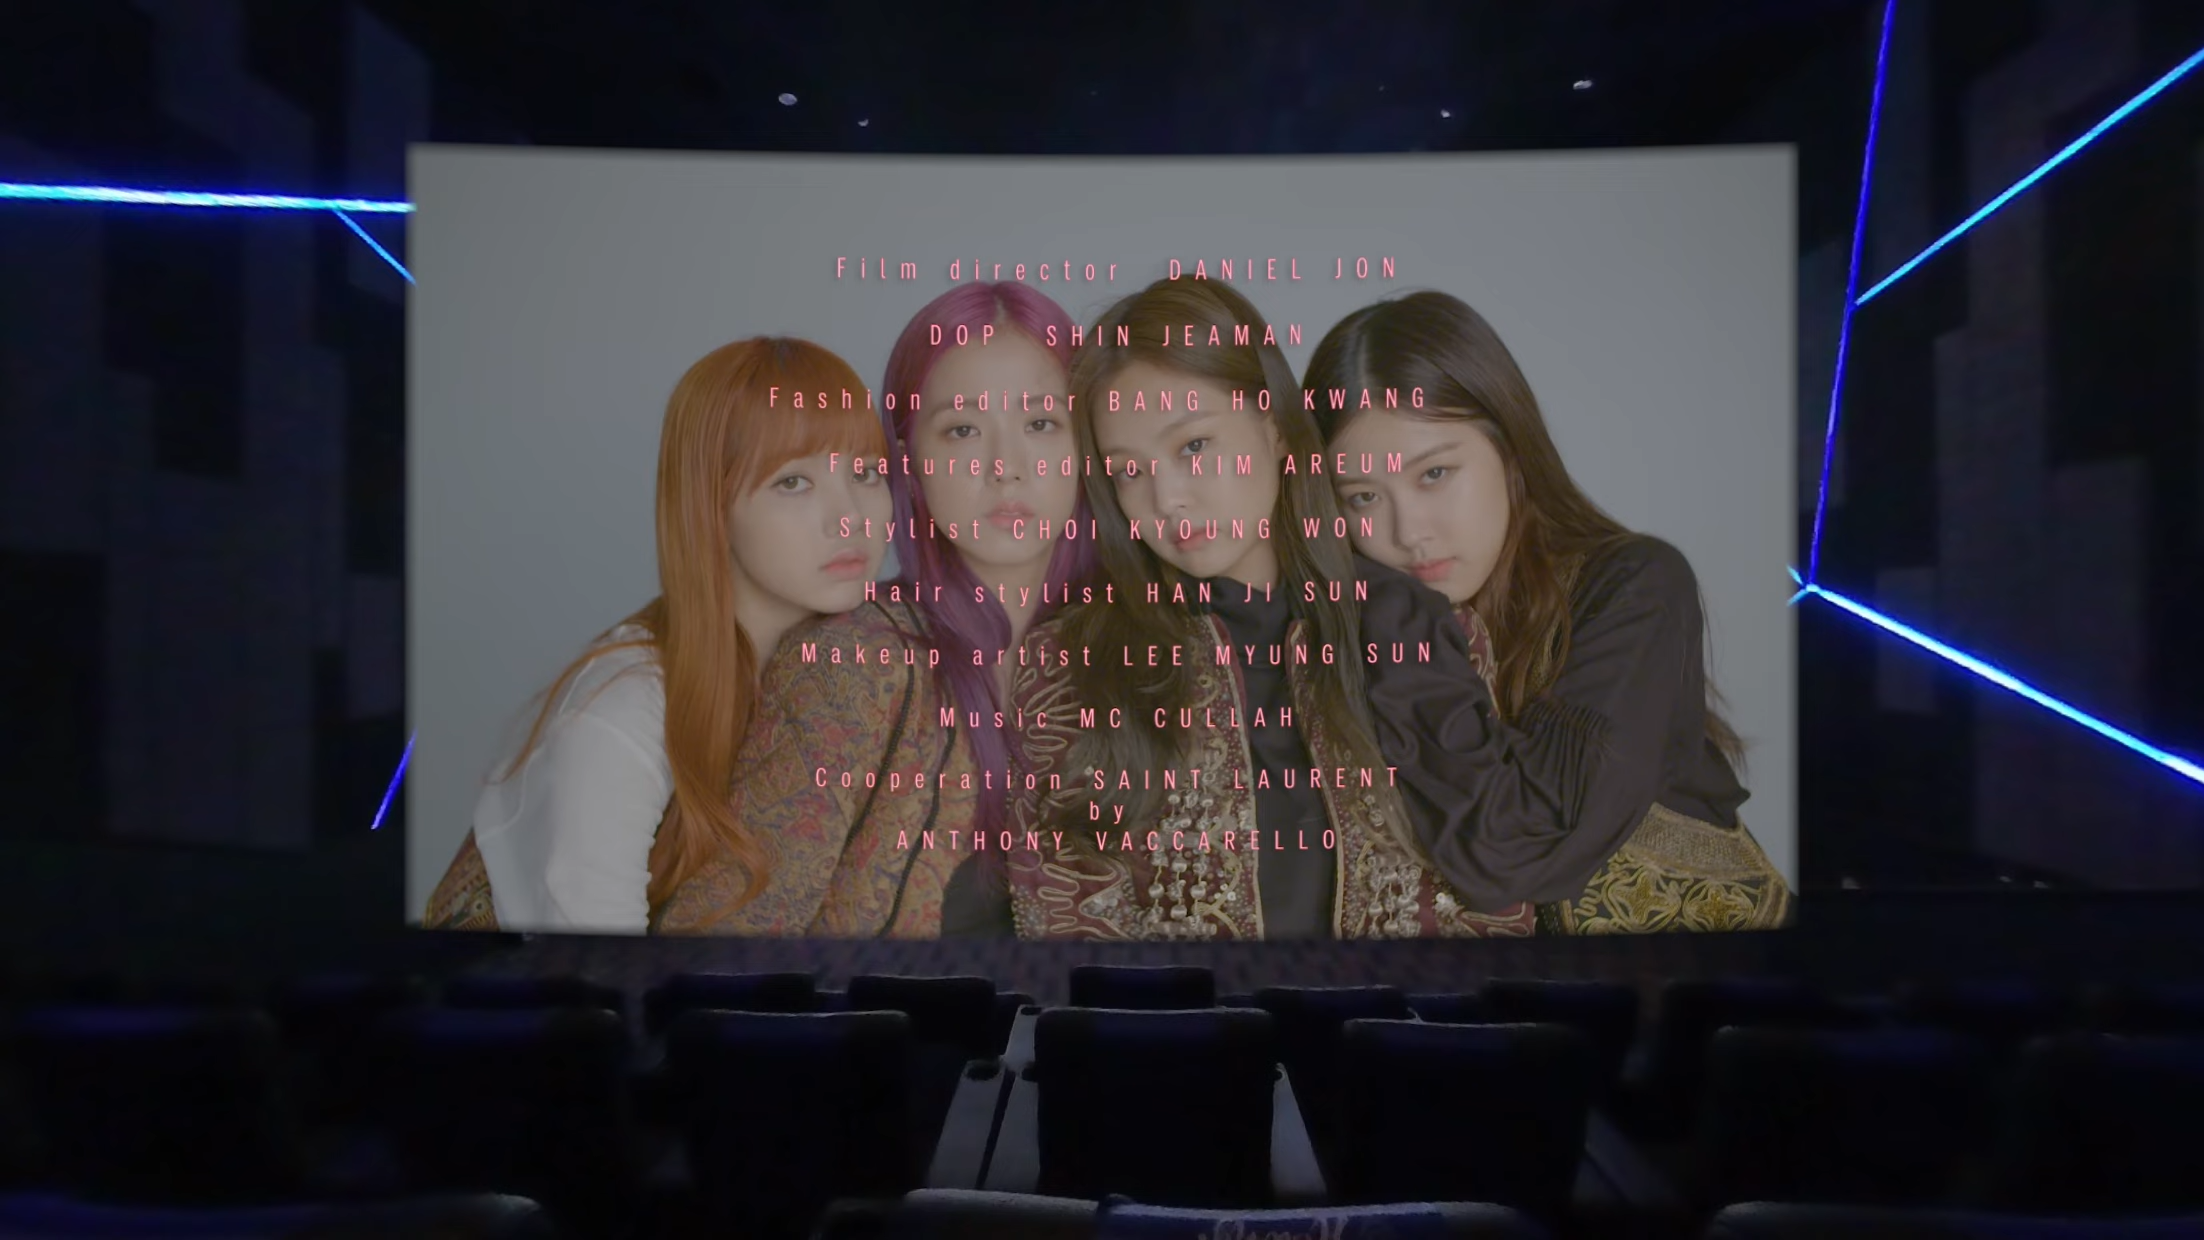 Film director DANIEL JON
DOP SHIN JEAMAN
Fashion editor BANG HO KWANG
Features editor KIM AREUM
Stylist CHOI KYOUNG WON
Hair stylist HAN JI SUN
Makeup artist LEE MYUNG SUN
Music MC CULLAH
Cooperation SAINT LAURENT
by
ANTHONY VACCARELLO